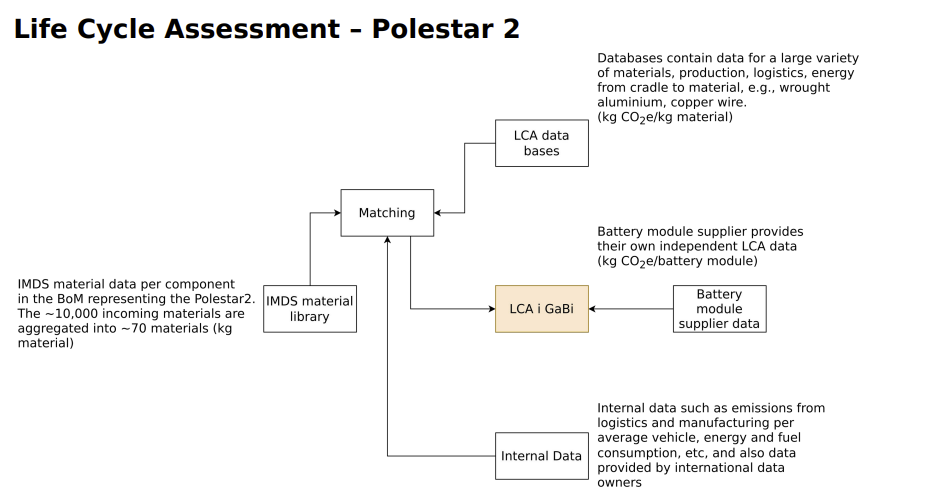 Life Cycle Assessment – Polestar 2
Databases contain data for a large variety
of materials, production, logistics, energy
from cradle to material, e.g., wrought
aluminium, copper wire.
(kg CO2e/kg material)
LCA data
bases
Matching
Battery module supplier provides
their own independent LCA data
(kg CO2e/battery module)
IMDS material data per component
in the BoM representing the Polestar2.
The ~10,000 incoming materials are
aggregated into ~70 materials (kg
material)
IMDS material
library
LCA i GaBi
Battery
module
supplier data
Internal data such as emissions from
logistics and manufacturing per
average vehicle, energy and fuel
consumption, etc, and also data
provided by international data
owners
Internal Data